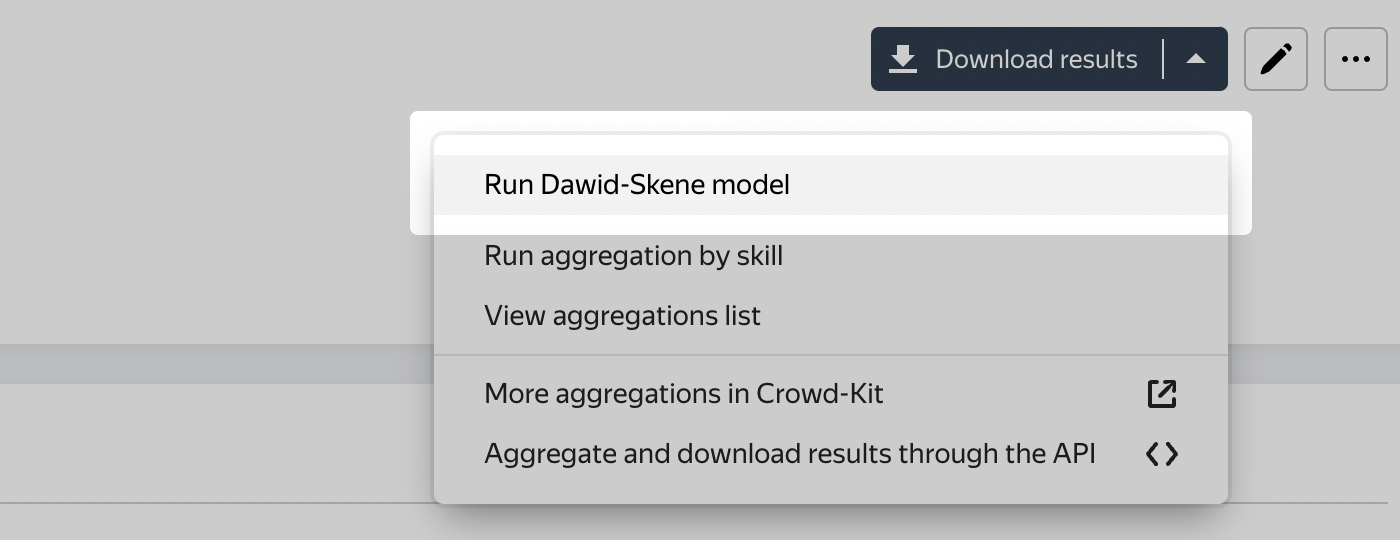 Download results
Run Dawid-Skene model
Run aggregation by skill
View aggregations list
More aggregations in Crowd-Kit
Aggregate and download results through the API